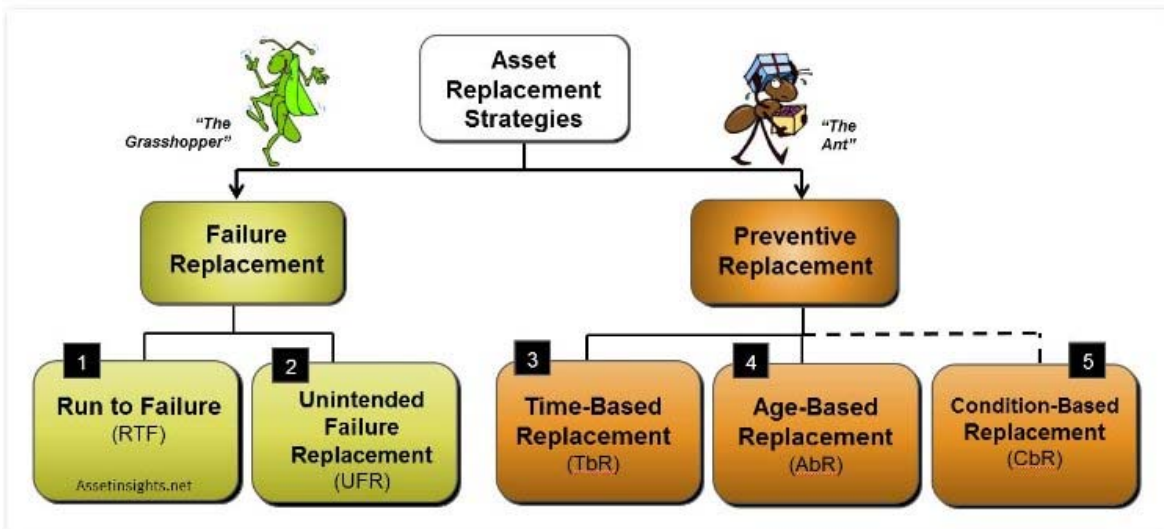 Asset
Replacement
Strategies
“The
Grasshopper”
“The
Ant”
Failure
Replacement
Preventive
Replacement
1
Run to Failure
(RTF)
Assetinsights.net
2
Unintended
Failure
Replacement
(UFR)
3
Time-Based
Replacement
(TbR)
4
Age-Based
Replacement
(AbR)
5
Condition-Based
Replacement
(CbR)